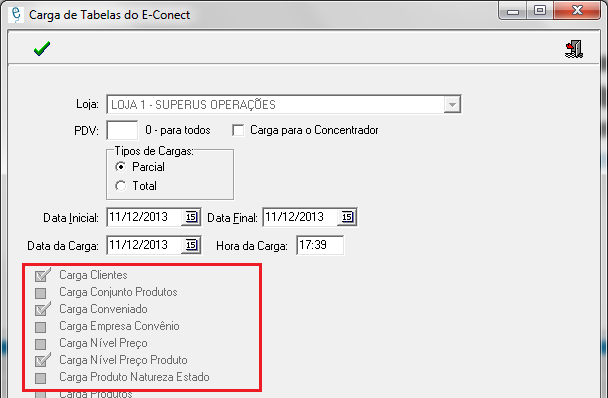 Carga de Tabelas do E-Conect
Loja: LOJA 1 - SUPERUS OPERAÇÕES
PDV: 0 - para todos Carga para o Concentrador
Tipos de Cargas:
Parcial
Total
Data Inicial: 11/12/2013 15 Data Final: 11/12/2013 15
Data da Carga: 11/12/2013 15 Hora da Carga: 17:39
Carga Clientes
Carga Conjunto Produtos
Carga Conveniado
Carga Empresa Convênio
Carga Nível Preço
Carga Nível Preço Produto
Carga Produto Natureza Estado
Carga Produtos